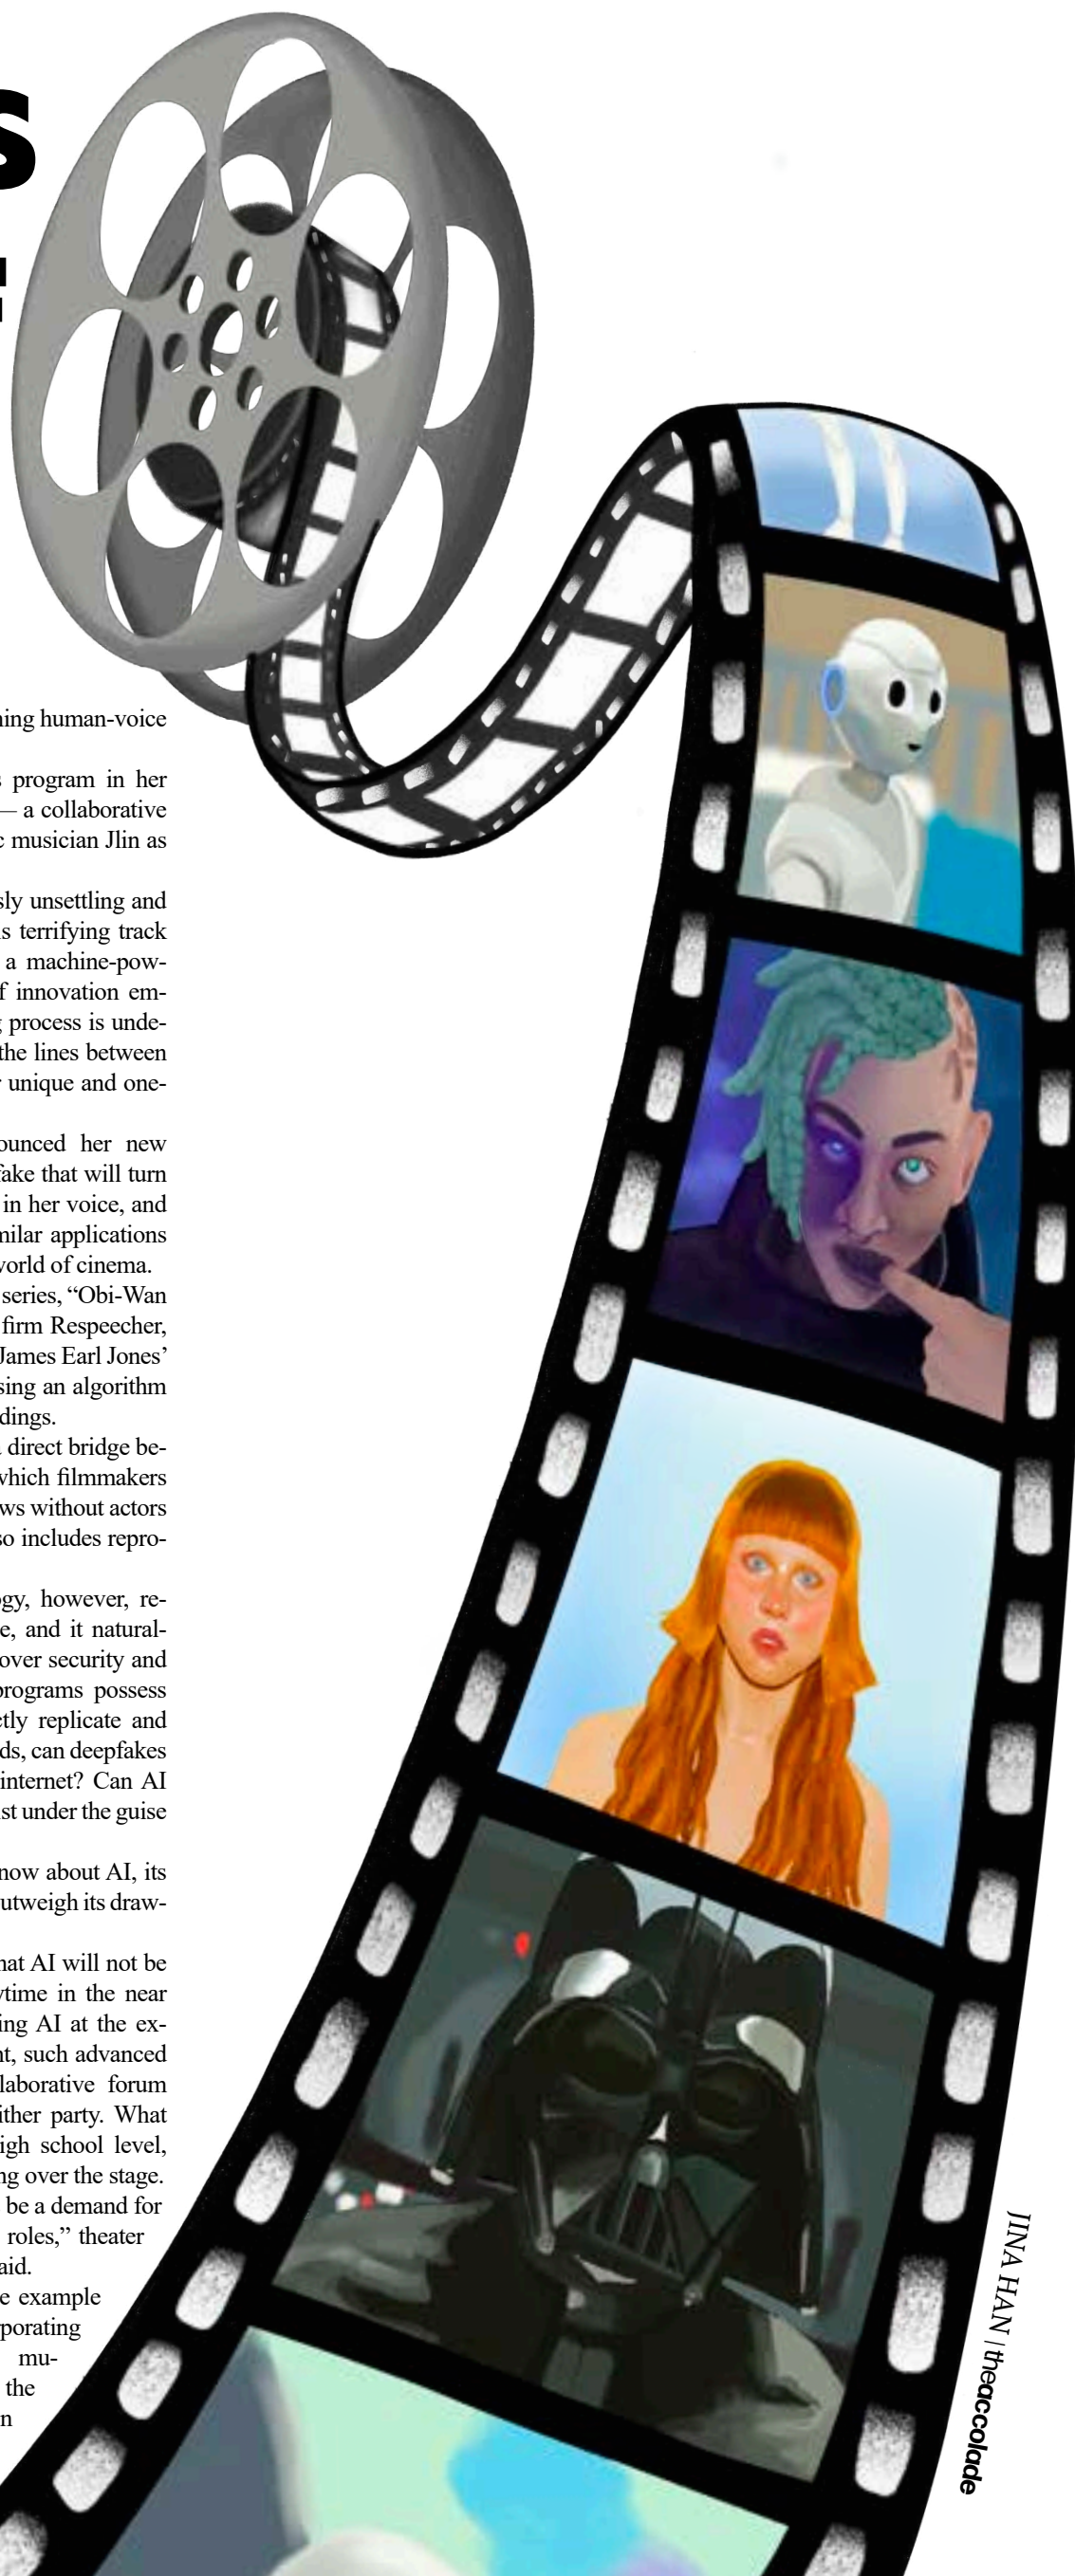 s
ning human-voice
s program in her
— a collaborative
c musician Jlin as
sly unsettling and
is terrifying track
a machine-pow-
f innovation em-
g process is unde-
the lines between
r unique and one-
ounced her new
fake that will turn
in her voice, and
milar applications
world of cinema.
series, “Obi-Wan
firm Respeecher,
James Earl Jones’
sing an algorithm
dings.
a direct bridge be-
which filmmakers
ws without actors
so includes repro-
gy, however, re-
e, and it natural-
over security and
programs possess
ctly replicate and
ds, can deepfakes
internet? Can AI
ist under the guise
now about AI, its
outweigh its draw-
hat AI will not be
ytime in the near
ing AI at the ex-
nt, such advanced
laborative forum
ither party. What
igh school level,
ng over the stage.
be a demand for
roles,” theater
aid.
e example
porating
mu-
the
n
JINA HAN | theaccolade